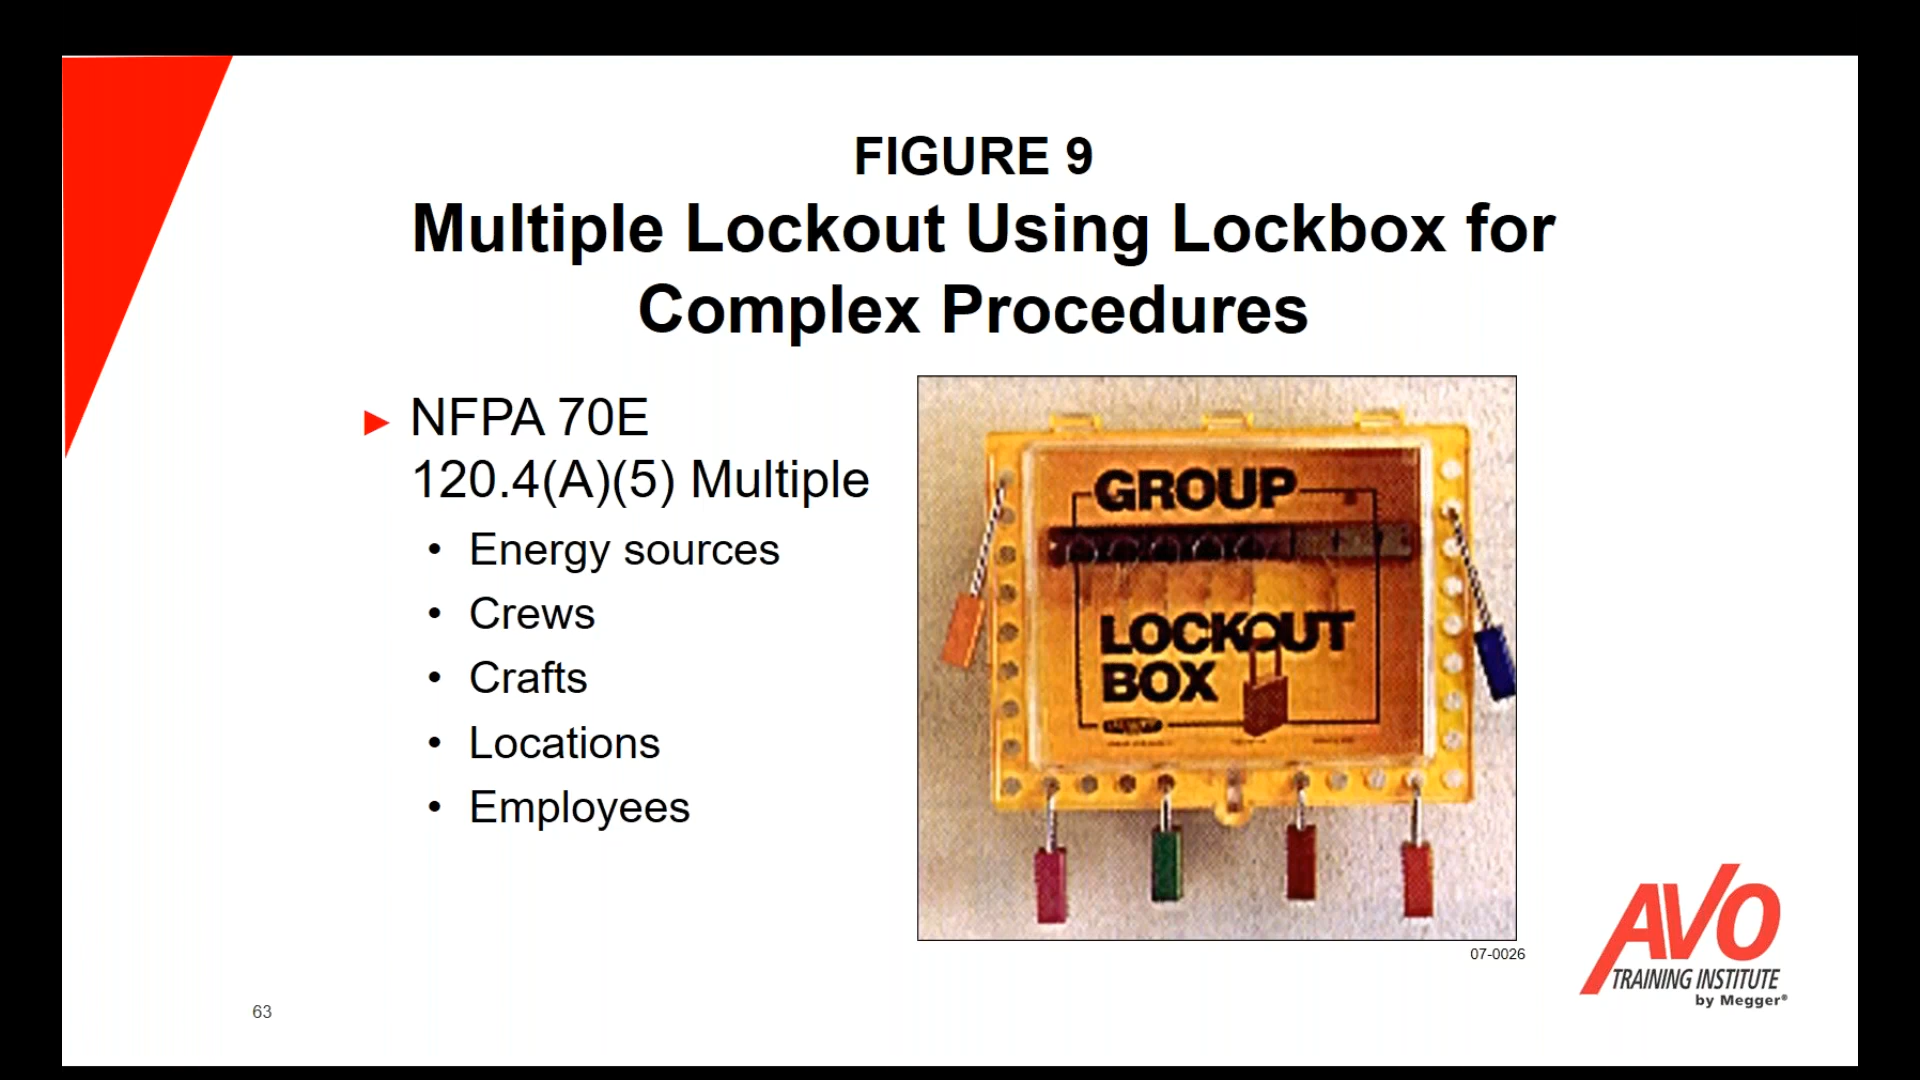 FIGURE 9
Multiple Lockout Using Lockbox for
Complex Procedures
► NFPA 70E
120.4(A)(5) Multiple
• Energy sources
• Crews
• Crafts
• Locations
• Employees
GROUP
LOCKOUT
BOX
07-0026
AVO
TRAINING INSTITUTE
by Megger®
63